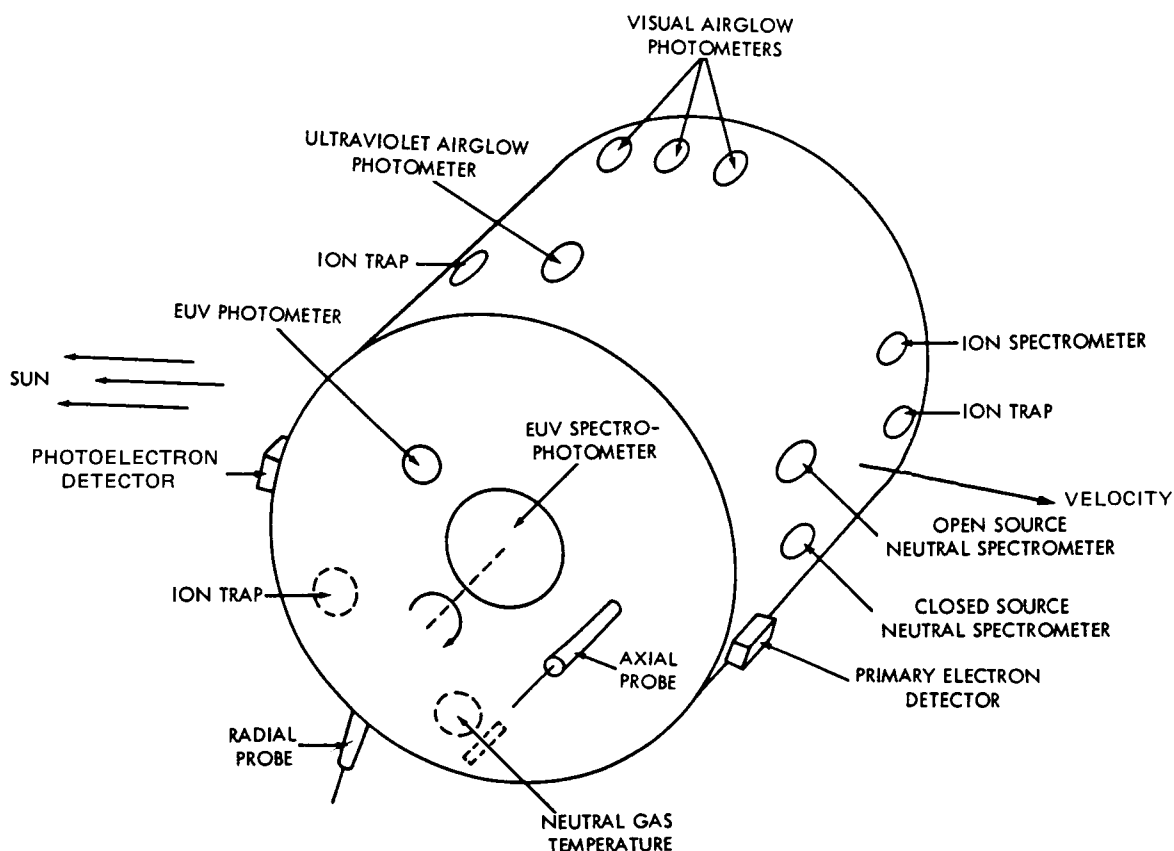 VISUAL AIRGLOW
PHOTOMETERS
ULTRAVIOLET AIRGLOW
PHOTOMETER
ION TRAP
EUV PHOTOMETER
SUN
ION SPECTROMETER
ION TRAP
EUV SPECTRO-
PHOTOMETER
PHOTOELECTRON
DETECTOR
VELOCITY
OPEN SOURCE
NEUTRAL SPECTROMETER
ION TRAP
CLOSED SOURCE
NEUTRAL SPECTROMETER
AXIAL
PROBE
PRIMARY ELECTRON
DETECTOR
RADIAL
PROBE
NEUTRAL GAS
TEMPERATURE